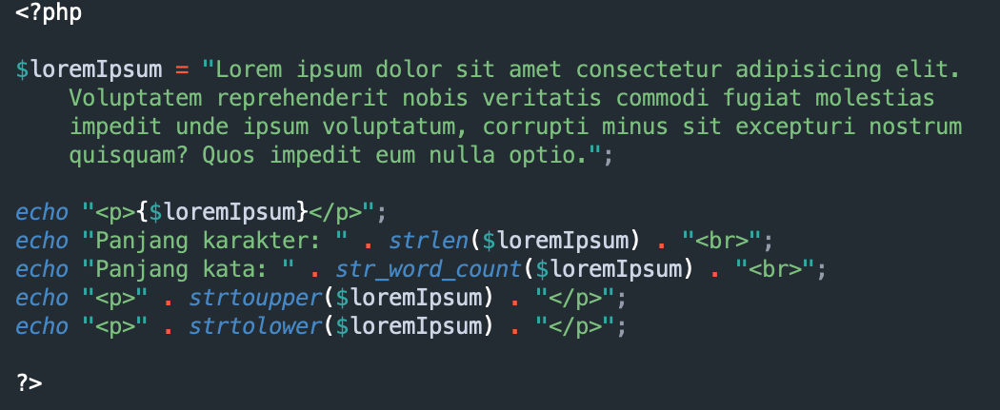 <?php
$loremIpsum = "Lorem ipsum dolor sit amet consectetur adipisicing elit.
Voluptatem reprehenderit nobis veritatis commodi fugiat molestias
impedit unde ipsum voluptatum, corrupti minus sit excepturi nostrum
quisquam? Quos impedit eum nulla optio.";
echo "<p>{$loremIpsum}</p>";
echo "Panjang karakter: " . strlen($loremIpsum) . "<br>";
echo "Panjang kata: " . str_word_count($loremIpsum) . "<br>";
echo "<p>" . strtoupper($loremIpsum) . "</p>";
echo "<p>" . strtolower($loremIpsum) . "</p>";
?>